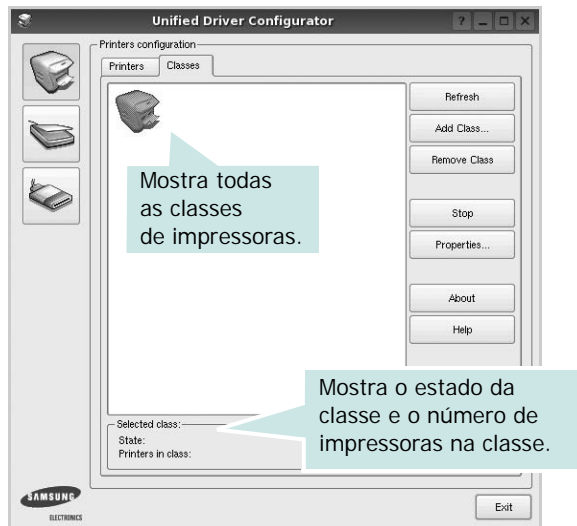 Unified Driver Configurator
Printers configuration
Printers Classes
Refresh
Add Class...
Remove Class
Mostra todas
as classes
de impressoras.
Stop
Properties...
About
Help
Mostra o estado da
classe e o número de
impressoras na classe.
Selected class:
State:
Printers in class:
SAMSUNG
ELECTRONICS
Exit